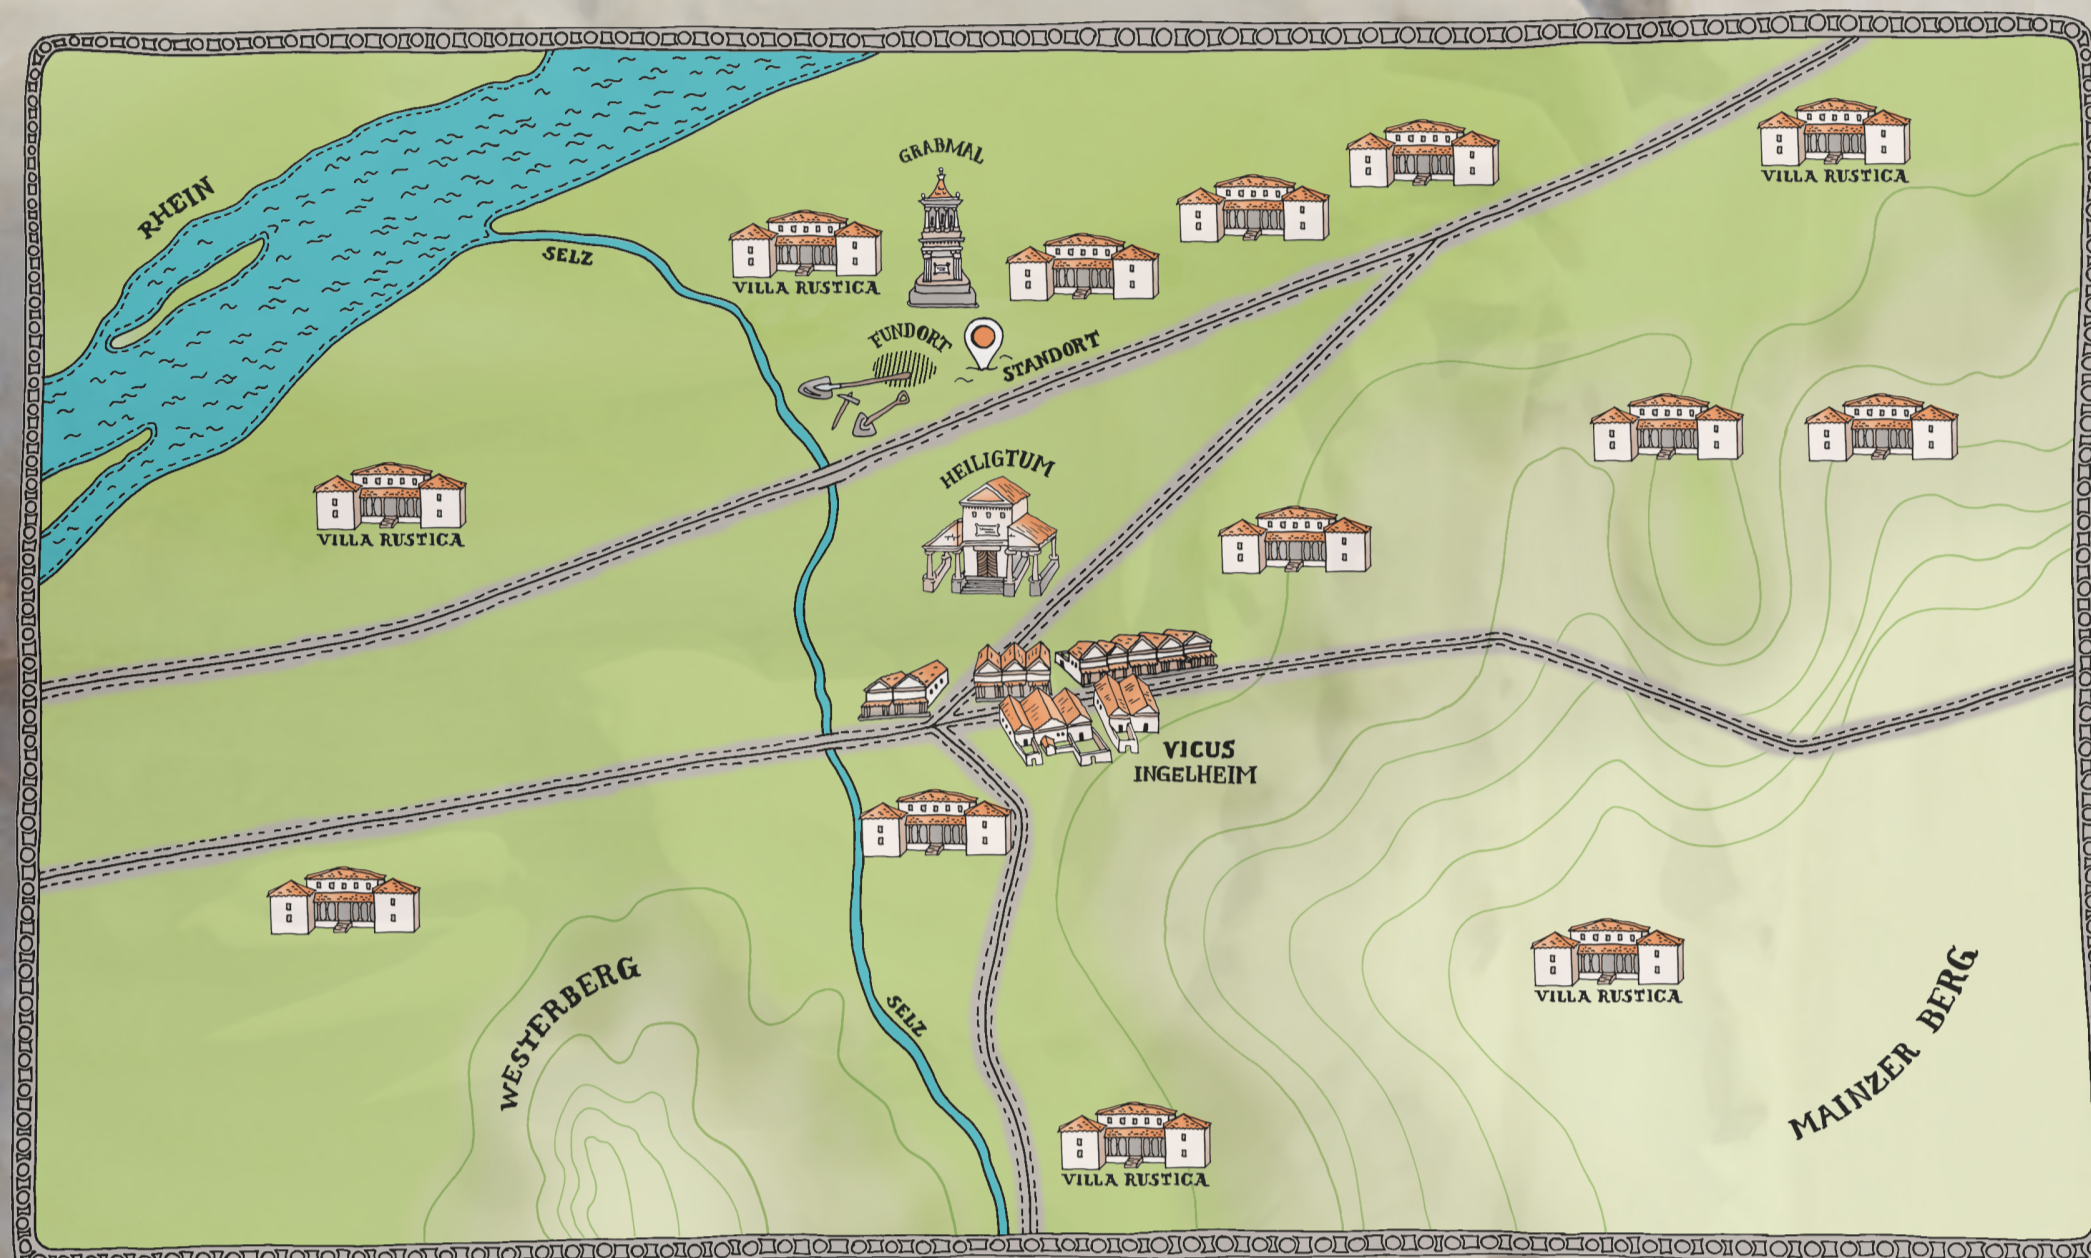 GRABMAL
VILLA RUSTICA
RHEIN
SELZ
VILLA RUSTICA
FUNDORT
STANDORT
HEILIGTUM
VILLA RUSTICA
VICUS
INGELHEIM
WESTERBERG
SELZ
VILLA RUSTICA
MAINZER BERG
VILLA RUSTICA